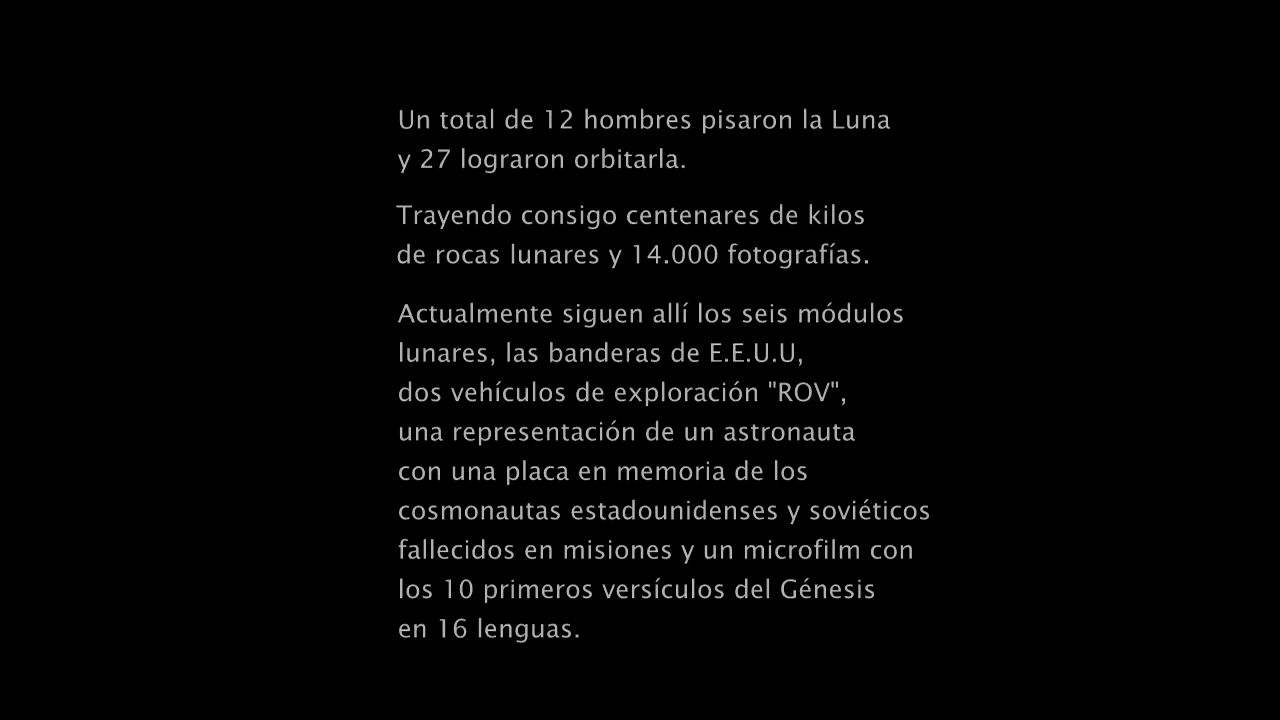 Un total de 12 hombres pisaron la Luna
y 27 lograron orbitarla.
Trayendo consigo centenares de kilos
de rocas lunares y 14.000 fotografías.
Actualmente siguen allí los seis módulos
lunares, las banderas de E.E.U.U,
dos vehículos de exploración "ROV",
una representación de un astronauta
con una placa en memoria de los
cosmonautas estadounidenses y soviéticos
fallecidos en misiones y un microfilm con
los 10 primeros versículos del Génesis
en 16 lenguas.